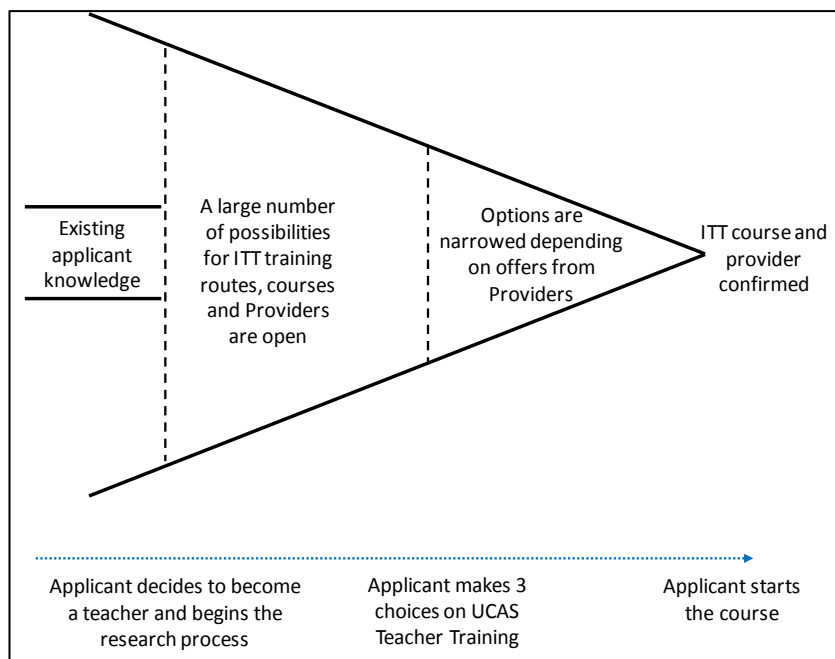 Existing
applicant
knowledge
A large number
of possibilities
for ITT training
routes, courses
and Providers
are open
Options are
narrowed depending
on offers from
Providers
ITT course and
provider
confirmed
Applicant decides to become
a teacher and begins the
research process
Applicant makes 3
choices on UCAS
Teacher Training
Applicant starts
the course